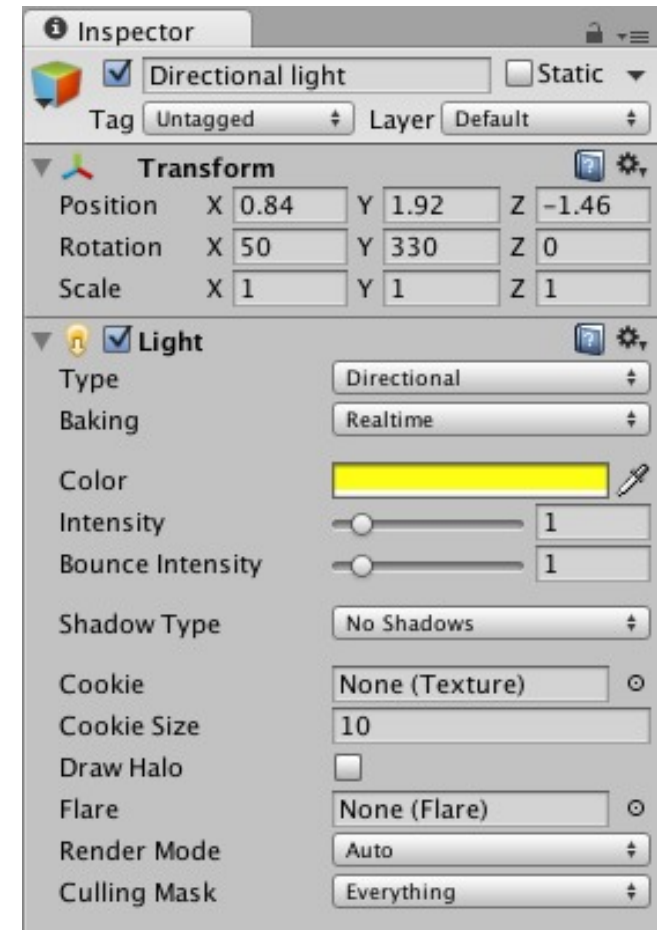 Inspector
Directional light Static
Tag Untagged Layer Default
Transform
Position X 0.84 Y 1.92 Z -1.46
Rotation X 50 Y 330 Z 0
Scale X 1 Y 1 Z 1
Light
Type Directional
Baking Realtime
Color
Intensity 1
Bounce Intensity 1
Shadow Type No Shadows
Cookie None (Texture)
Cookie Size 10
Draw Halo
Flare None (Flare)
Render Mode Auto
Culling Mask Everything